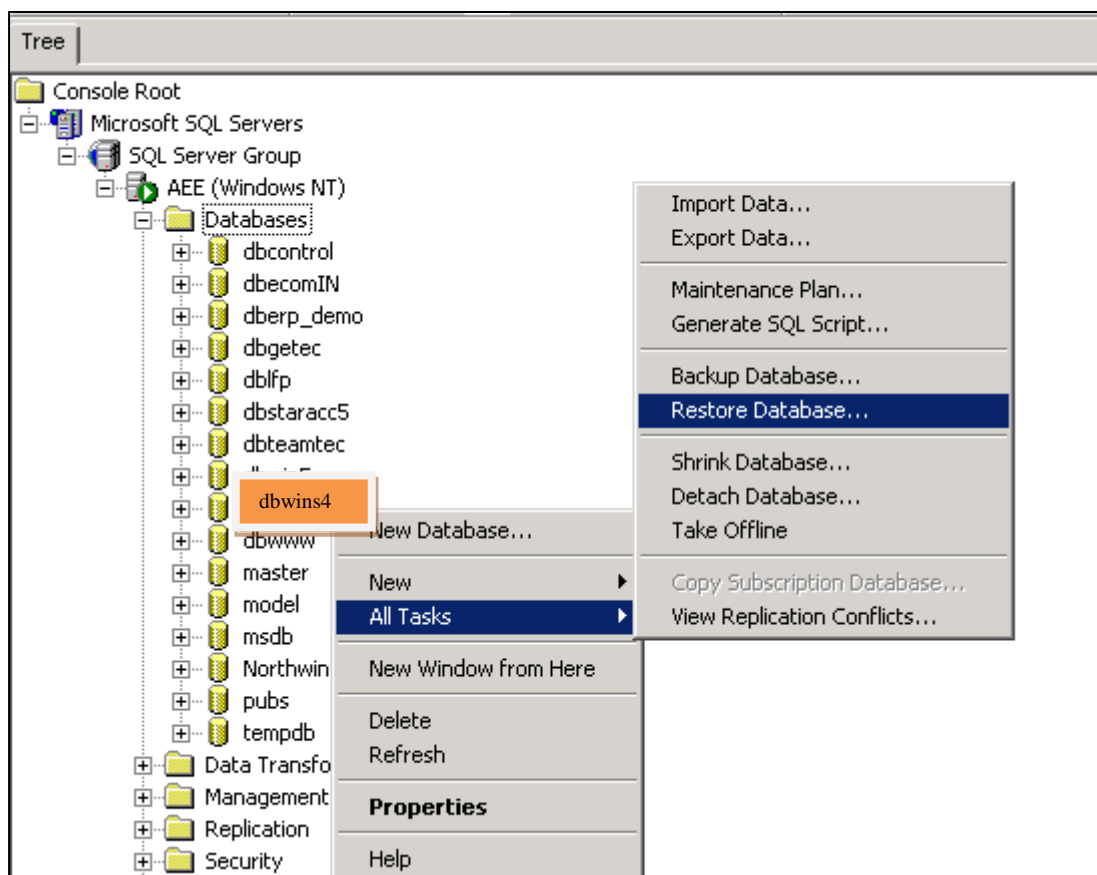 Tree
Console Root
Microsoft SQL Servers
SQL Server Group
AEE (Windows NT)
Databases
dbcontrol
dbecomIN
dberp_demo
dbgetec
dblfp
dbstaracc5
dbteamtec
dbwins4
dbwww
master
model
msdb
Northwin
pubs
tempdb
Data Transfo
Management
Replication
Security
New Database...
New
All Tasks
New Window from Here
Delete
Refresh
Properties
Help
Import Data...
Export Data...
Maintenance Plan...
Generate SQL Script...
Backup Database...
Restore Database...
Shrink Database...
Detach Database...
Take Offline
Copy Subscription Database...
View Replication Conflicts...